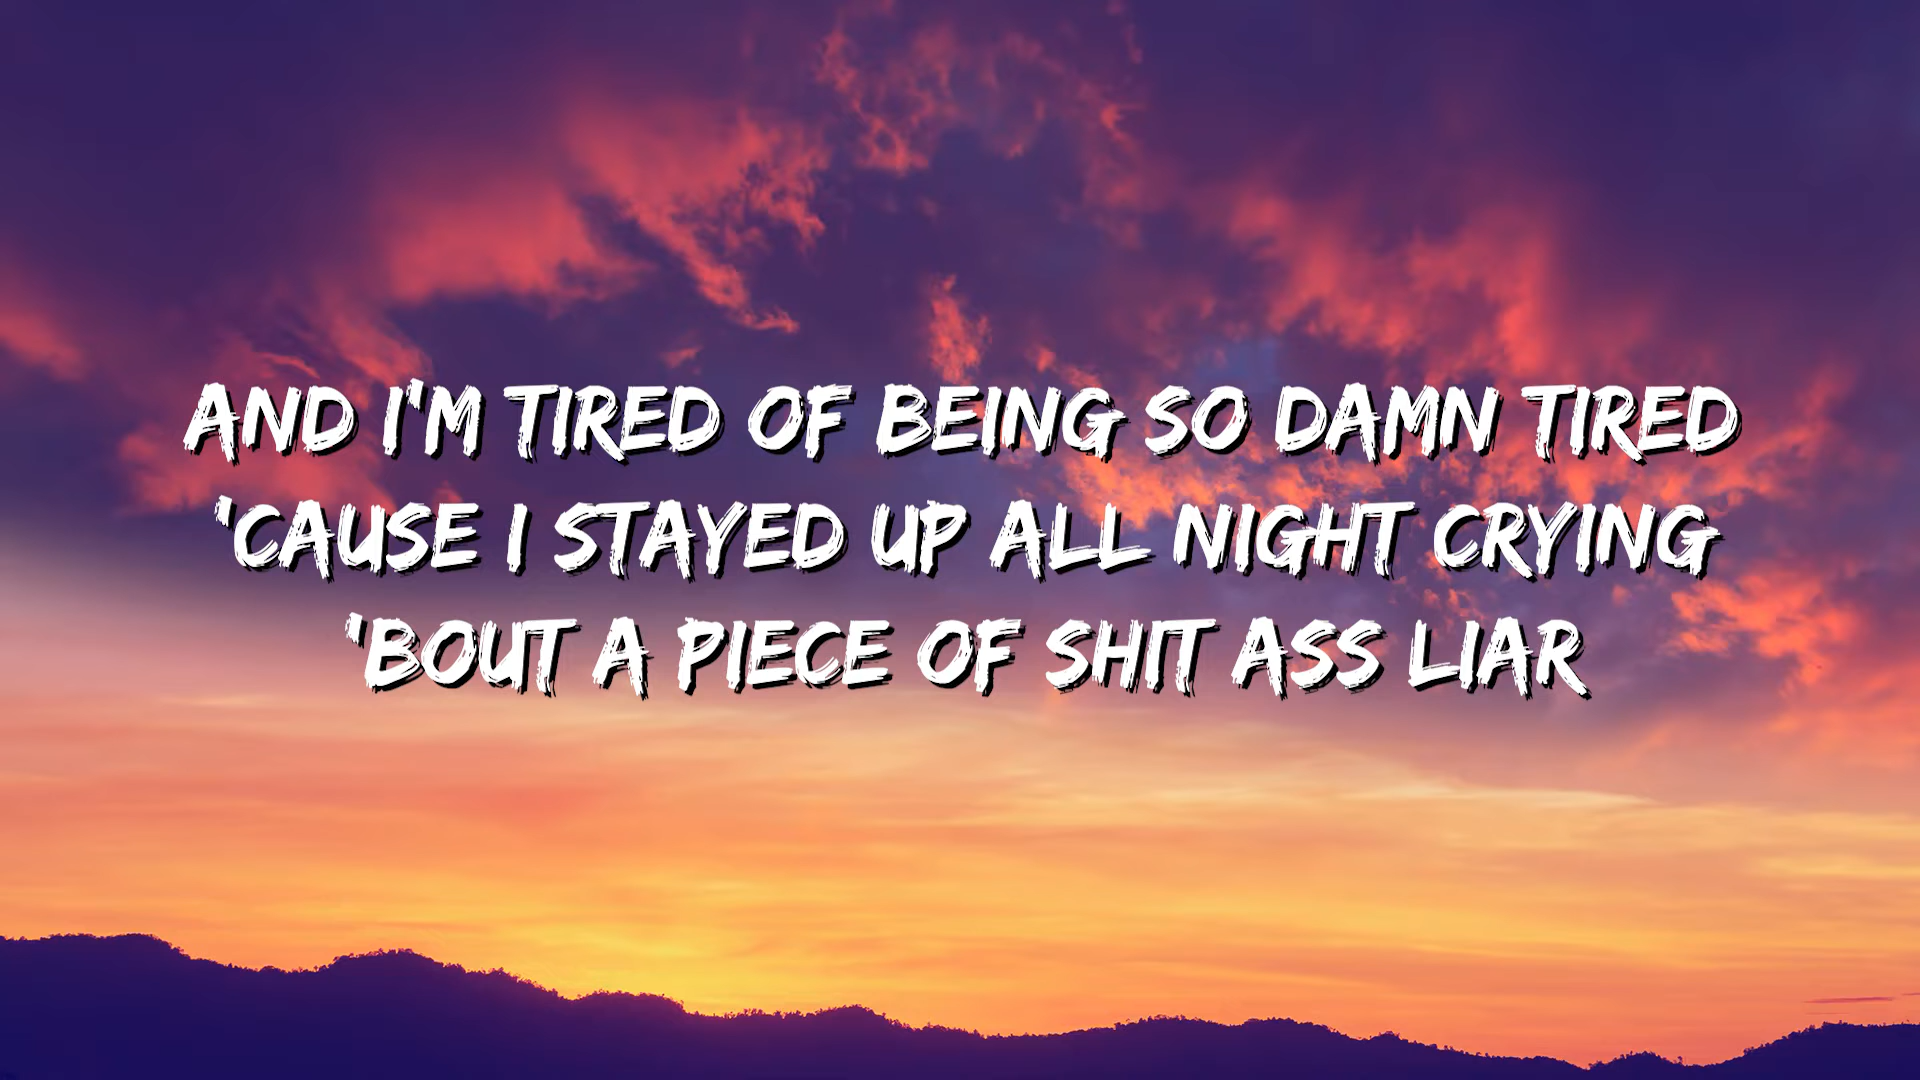 AND I'M TIRED OF BEING SO DAMN TIRED
'CAUSE I STAYED UP ALL NIGHT CRYING
'BOUT A PIECE OF SHIT ASS LIAR